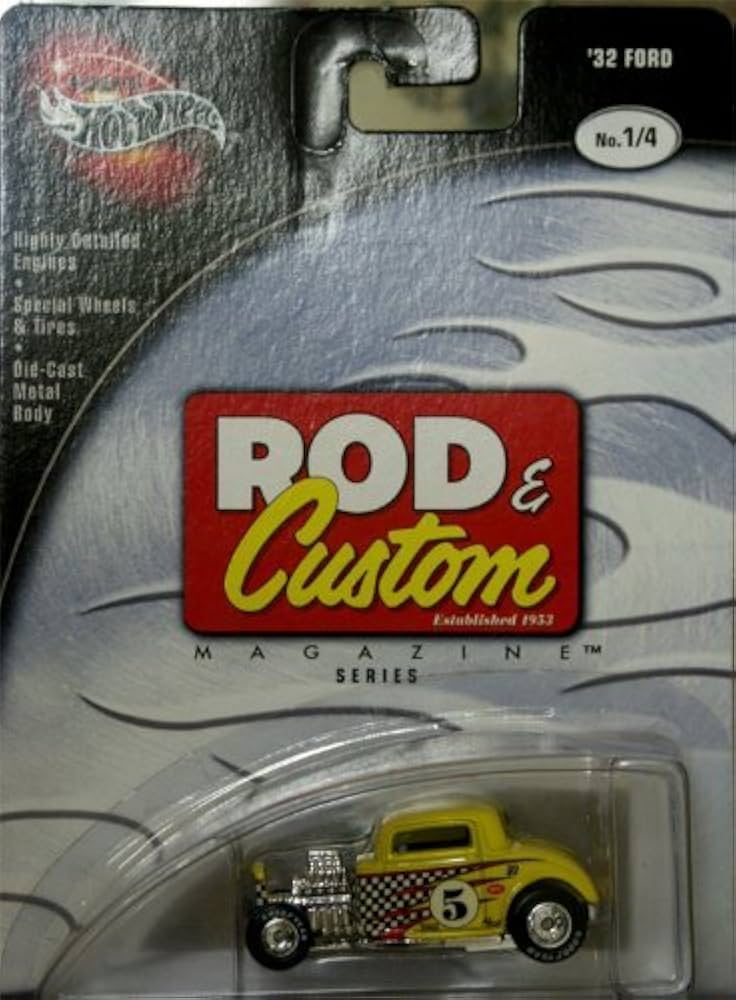 HOT WHEELS
'32 FORD
No.1/4
Highly Detailed
Engines
•
Special Wheels
& Tires
•
Die-Cast
Metal
Body
ROD &
Custom
Established 1953
MAGAZINE™
SERIES
5